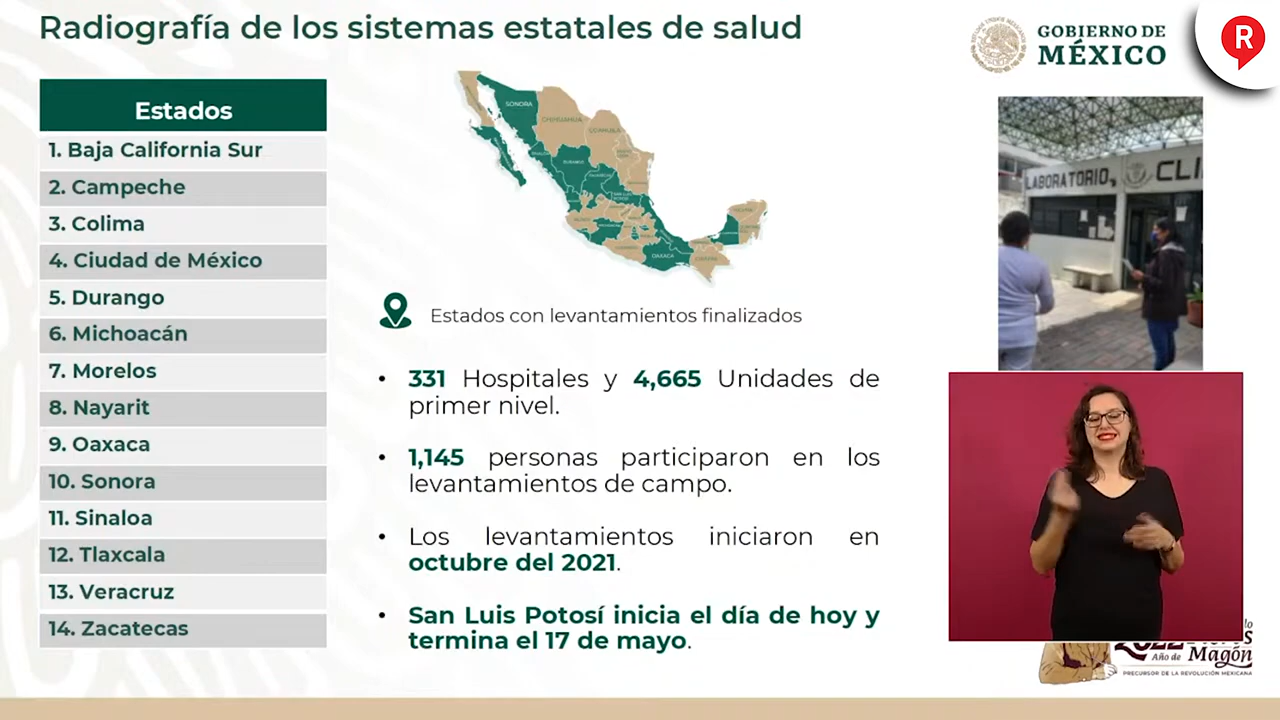 Radiografía de los sistemas estatales de salud
GOBIERNO DE
MÉXICO
R
Estados
1. Baja California Sur
2. Campeche
3. Colima
4. Ciudad de México
5. Durango
6. Michoacán
7. Morelos
8. Nayarit
9. Oaxaca
10. Sonora
11. Sinaloa
12. Tlaxcala
13. Veracruz
14. Zacatecas
SONORA
CHIHUAHUA
COAHUILA
DURANGO
OAXACA
Estados con levantamientos finalizados
• 331 Hospitales y 4,665 Unidades de
primer nivel.
• 1,145 personas participaron en los
levantamientos de campo.
• Los levantamientos iniciaron en
octubre del 2021.
• San Luis Potosí inicia el día de hoy y
termina el 17 de mayo.
LABORATORIO,
CLI
Año de Magón
PRECURSOR DE LA REVOLUCIÓN MEXICANA